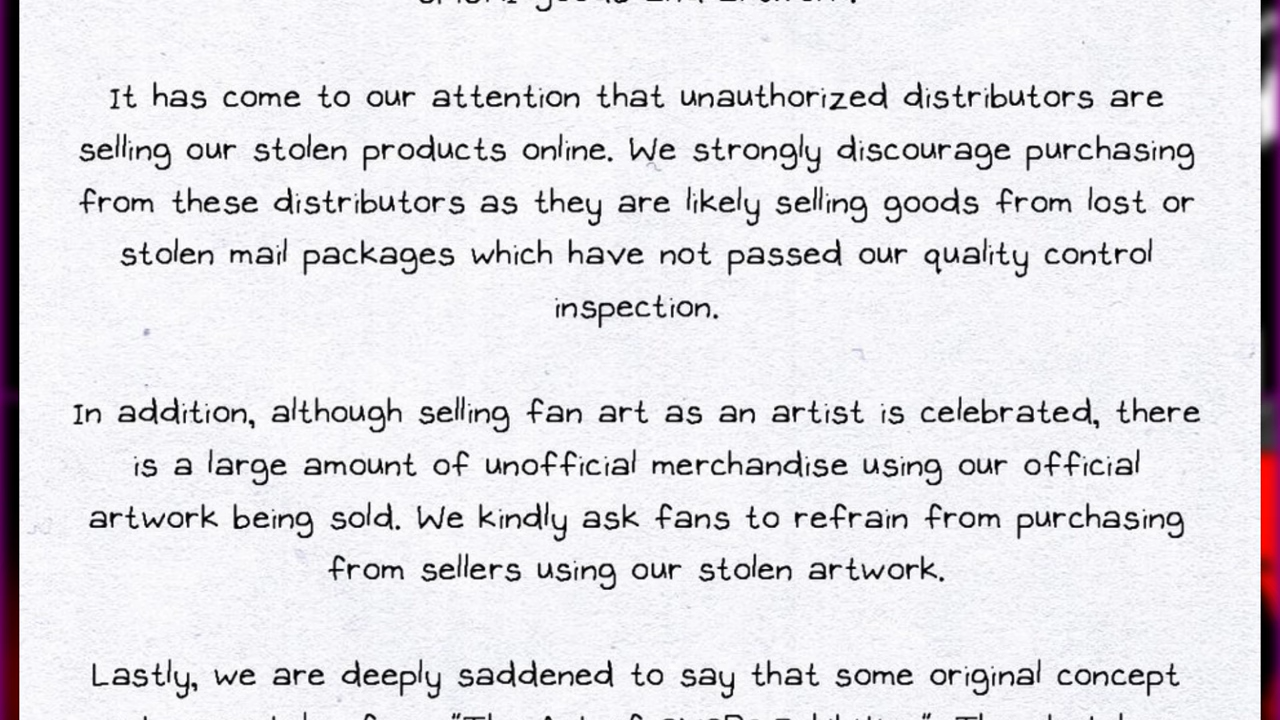 It has come to our attention that unauthorized distributors are
selling our stolen products online. We strongly discourage purchasing
from these distributors as they are likely selling goods from lost or
stolen mail packages which have not passed our quality control
inspection.
In addition, although selling fan art as an artist is celebrated, there
is a large amount of unofficial merchandise using our official
artwork being sold. We kindly ask fans to refrain from purchasing
from sellers using our stolen artwork.
Lastly, we are deeply saddened to say that some original concept